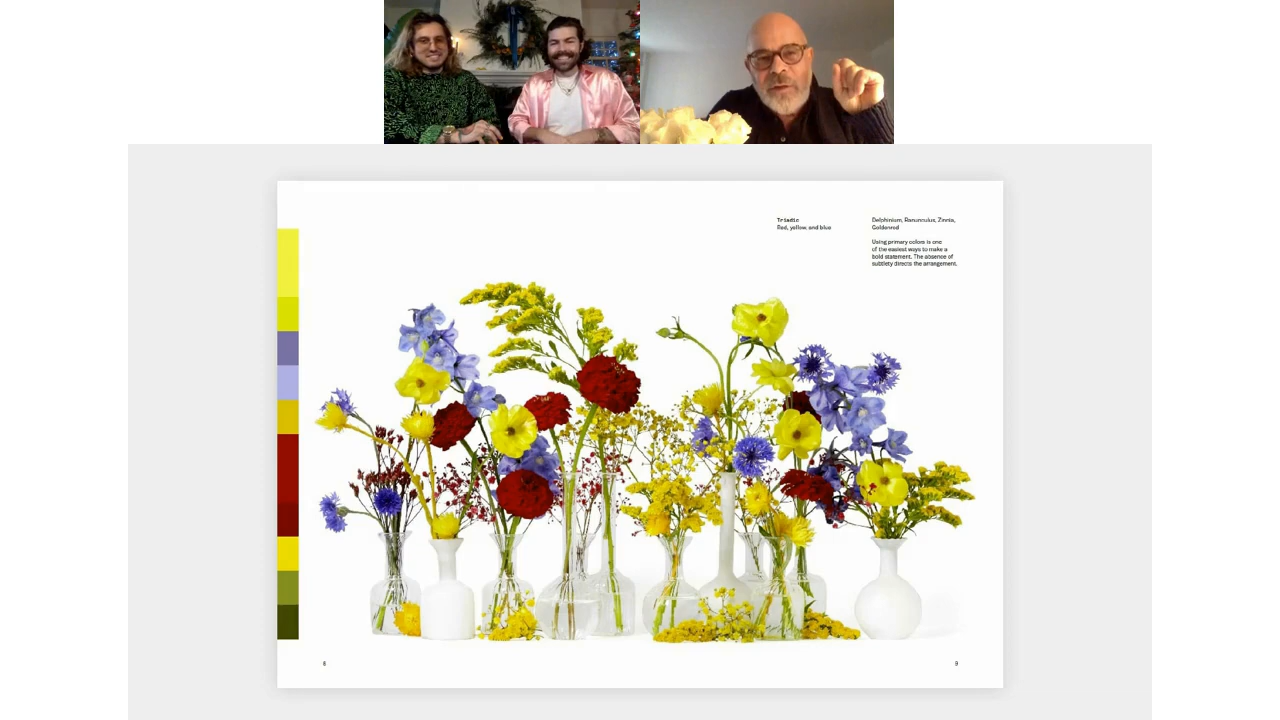 Triadic
Red, yellow, and blue
Delphinium, Ranunculus, Zinnia,
Goldenrod
Using primary colors is one
of the easiest ways to make a
bold statement. The absence of
subtlety directs the arrangement.
8
9